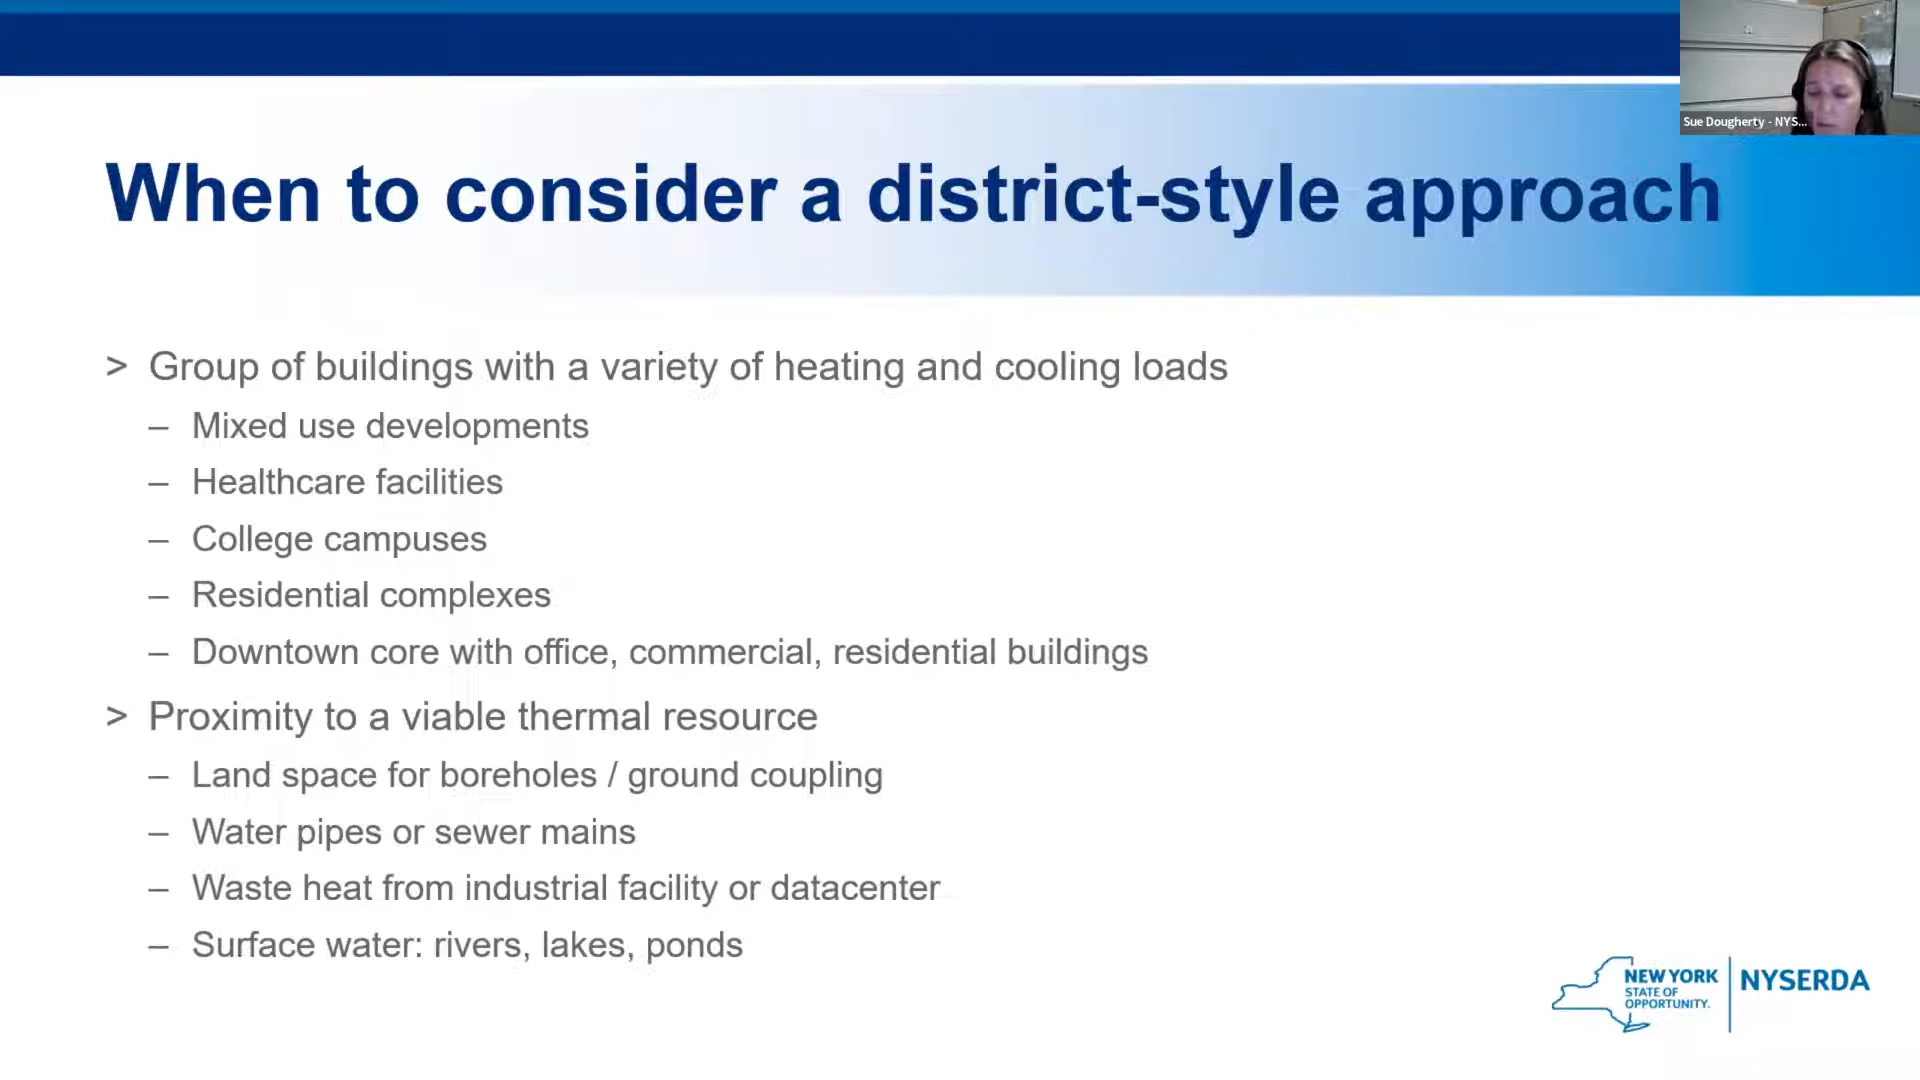 Sue Dougherty - NYS...
When to consider a district-style approach
> Group of buildings with a variety of heating and cooling loads
– Mixed use developments
– Healthcare facilities
– College campuses
– Residential complexes
– Downtown core with office, commercial, residential buildings
> Proximity to a viable thermal resource
– Land space for boreholes / ground coupling
– Water pipes or sewer mains
– Waste heat from industrial facility or datacenter
– Surface water: rivers, lakes, ponds
NEW YORK
STATE OF
OPPORTUNITY.
NYSERDA